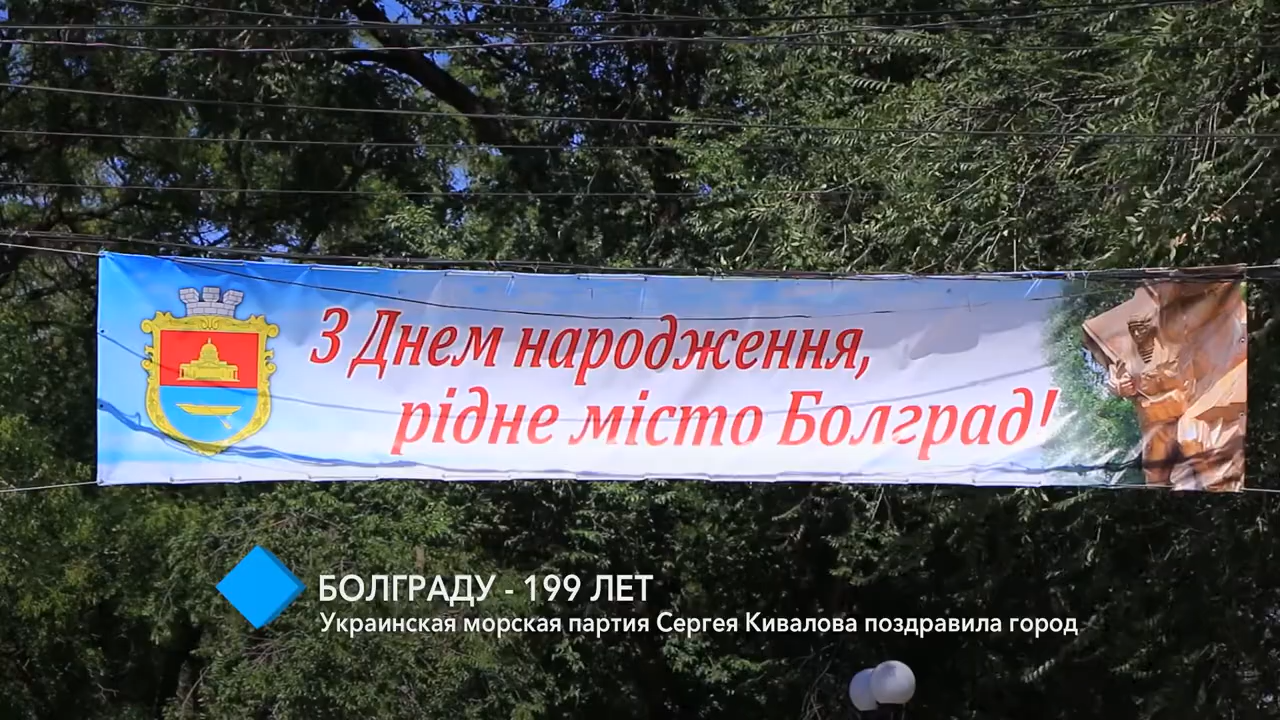 З Днем народження,
рідне місто Болград!
БОЛГРАДУ - 199 ЛЕТ
Украинская морская партия Сергея Кивалова поздравила город